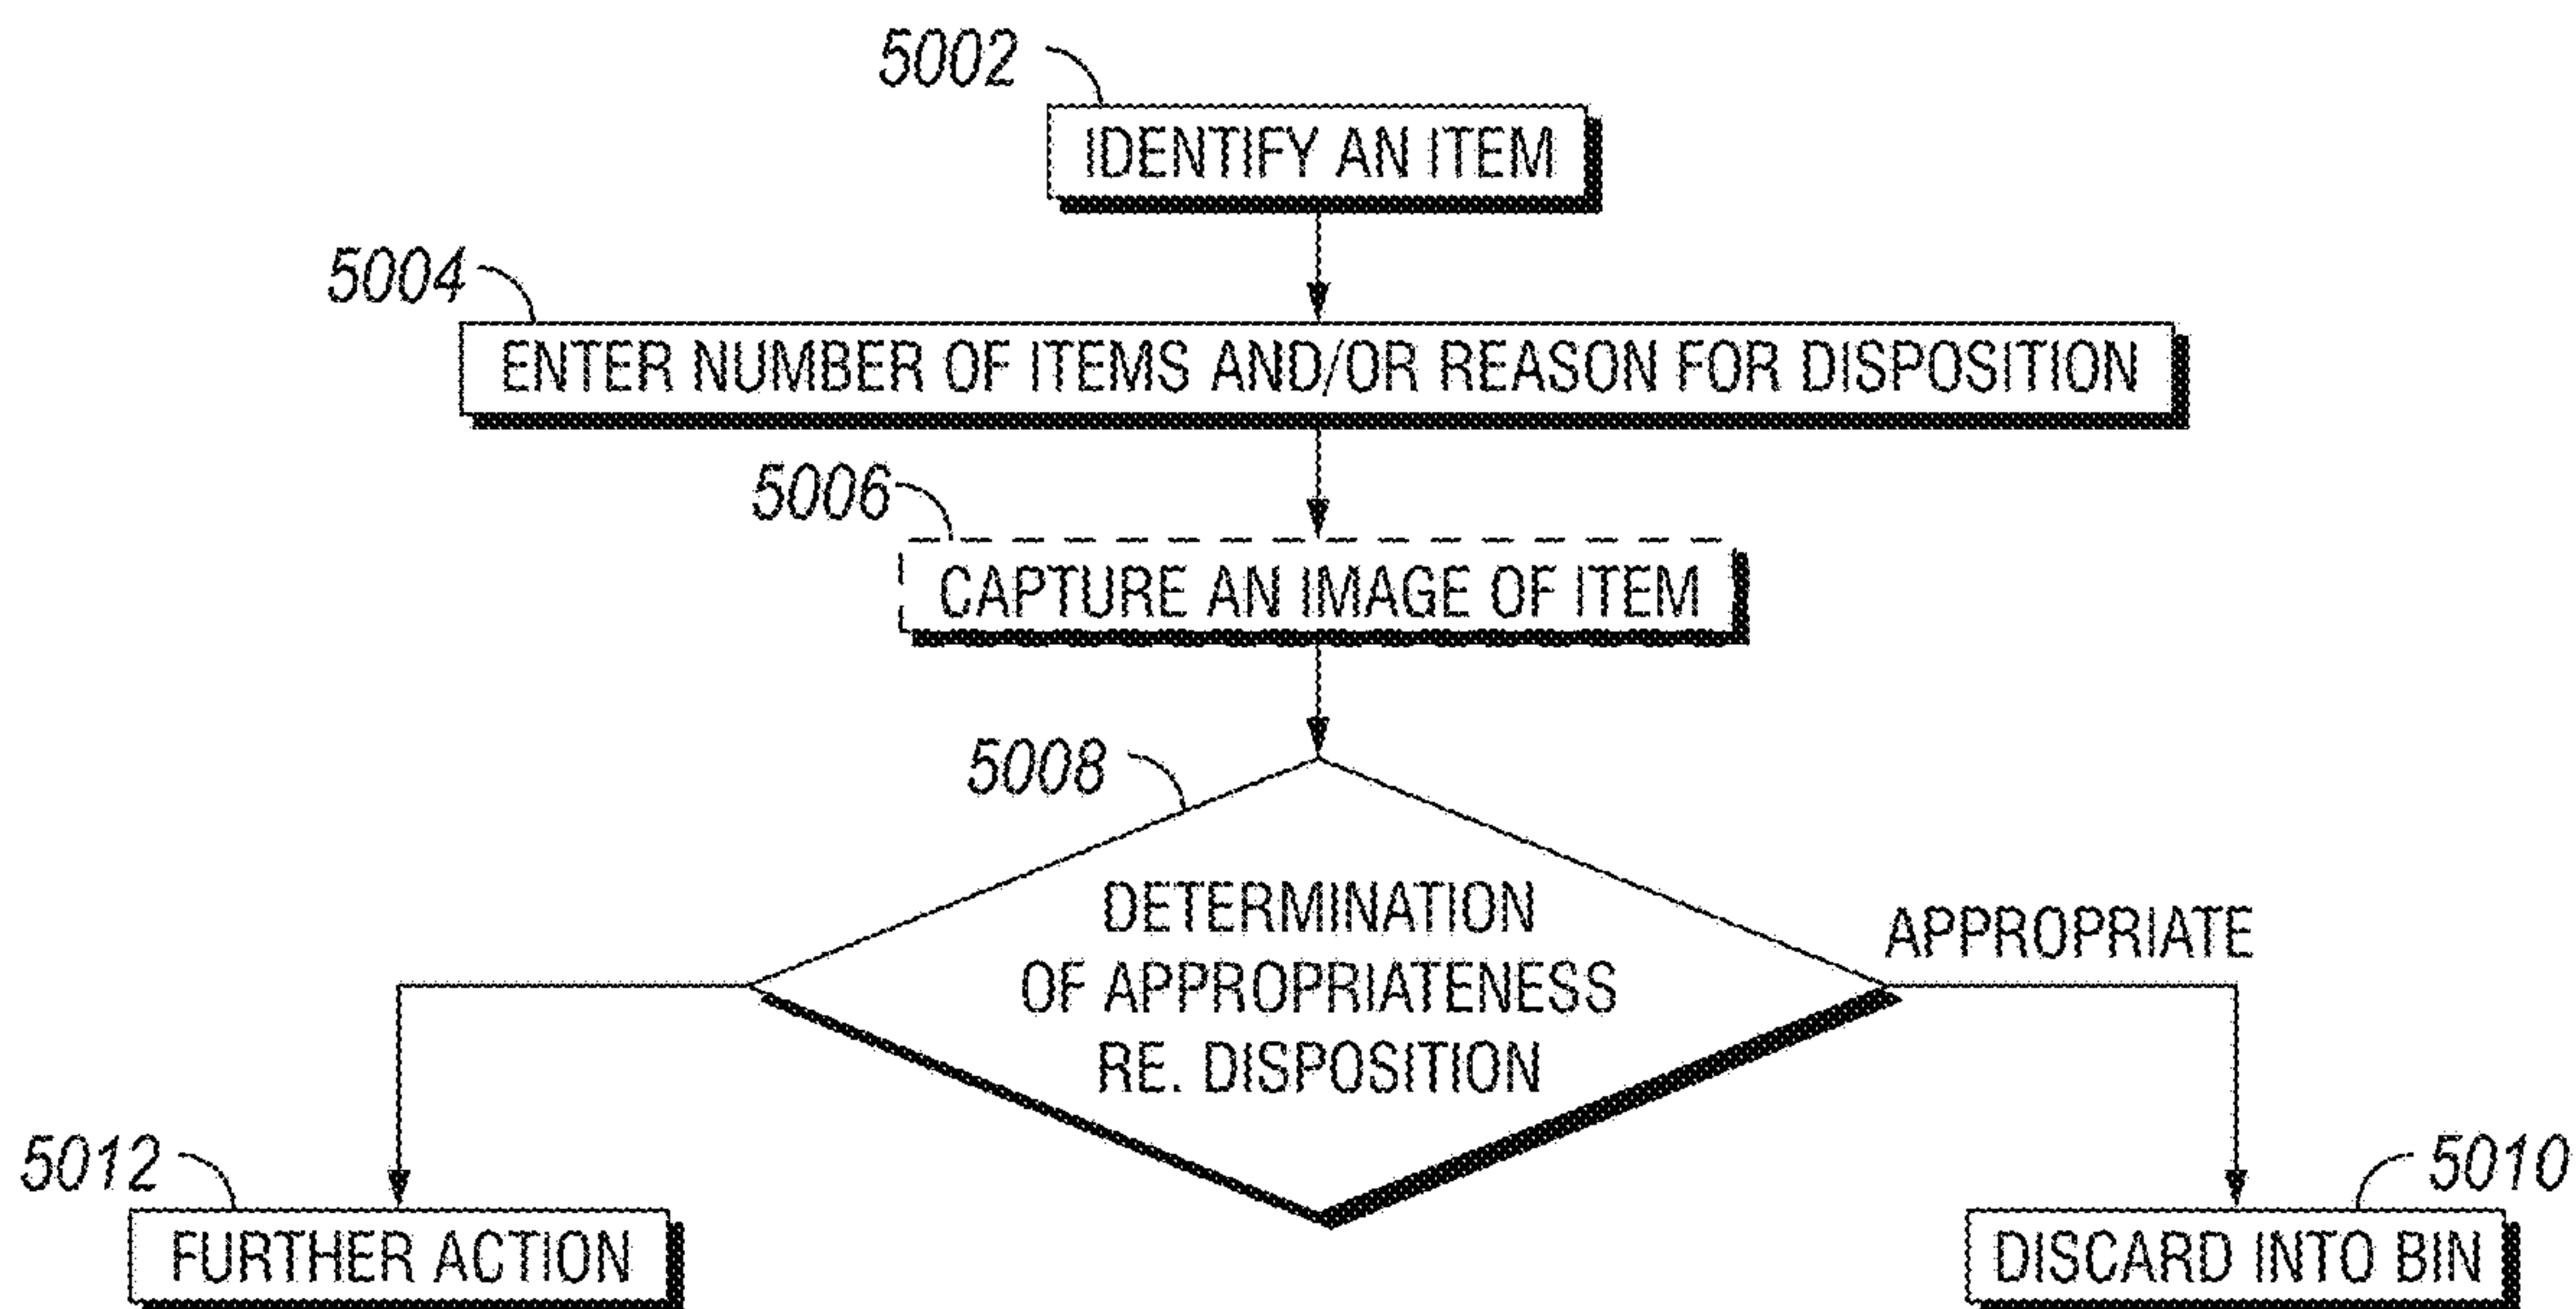 5002
IDENTIFY AN ITEM
5004
ENTER NUMBER OF ITEMS AND/OR REASON FOR DISPOSITION
5006
CAPTURE AN IMAGE OF ITEM
5008
DETERMINATION
OF APPROPRIATENESS
RE. DISPOSITION
APPROPRIATE
5012
FURTHER ACTION
5010
DISCARD INTO BIN